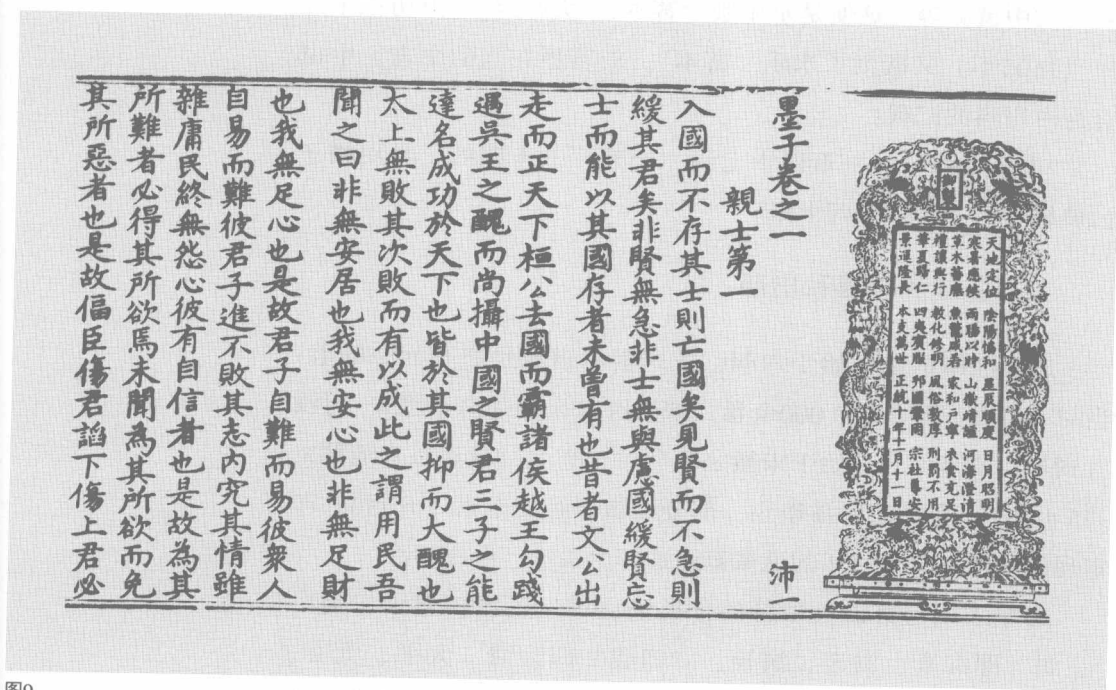 御製
天地定位 陰陽協和 星辰順度 日月昭明
寒暑應候 雨暘以時 山嶽靖謐 河海澄清
草木蕃廡 魚鱉咸若 家和戶寧 衣食充足
禮讓興行 教化修明 風俗敦厚 刑罰不用
華夏歸仁 四夷賓服 邦國鞏固 宗社尊安
景運隆長 本支萬世 正統十年十一月十一日
墨子卷之一 沛一
親士第一
入國而不存其士則亡國矣見賢而不急則
緩其君矣非賢無急非士無與慮國緩賢忘
士而能以其國存者未曾有也昔者文公出
走而正天下桓公去國而霸諸侯越王勾踐
遇吳王之醜而尚攝中國之賢君三子之能
達名成功於天下也皆於其國抑而大醜也
太上無敗其次敗而有以成此之謂用民吾
聞之曰非無安居也我無安心也非無足財
也我無足心也是故君子自難而易彼衆人
自易而難彼君子進不敗其志內究其情雖
雜庸民終無怨心彼有自信者也是故為其
所難者必得其所欲焉未聞為其所欲而免
其所惡者也是故偪臣傷君諂下傷上君必
图9